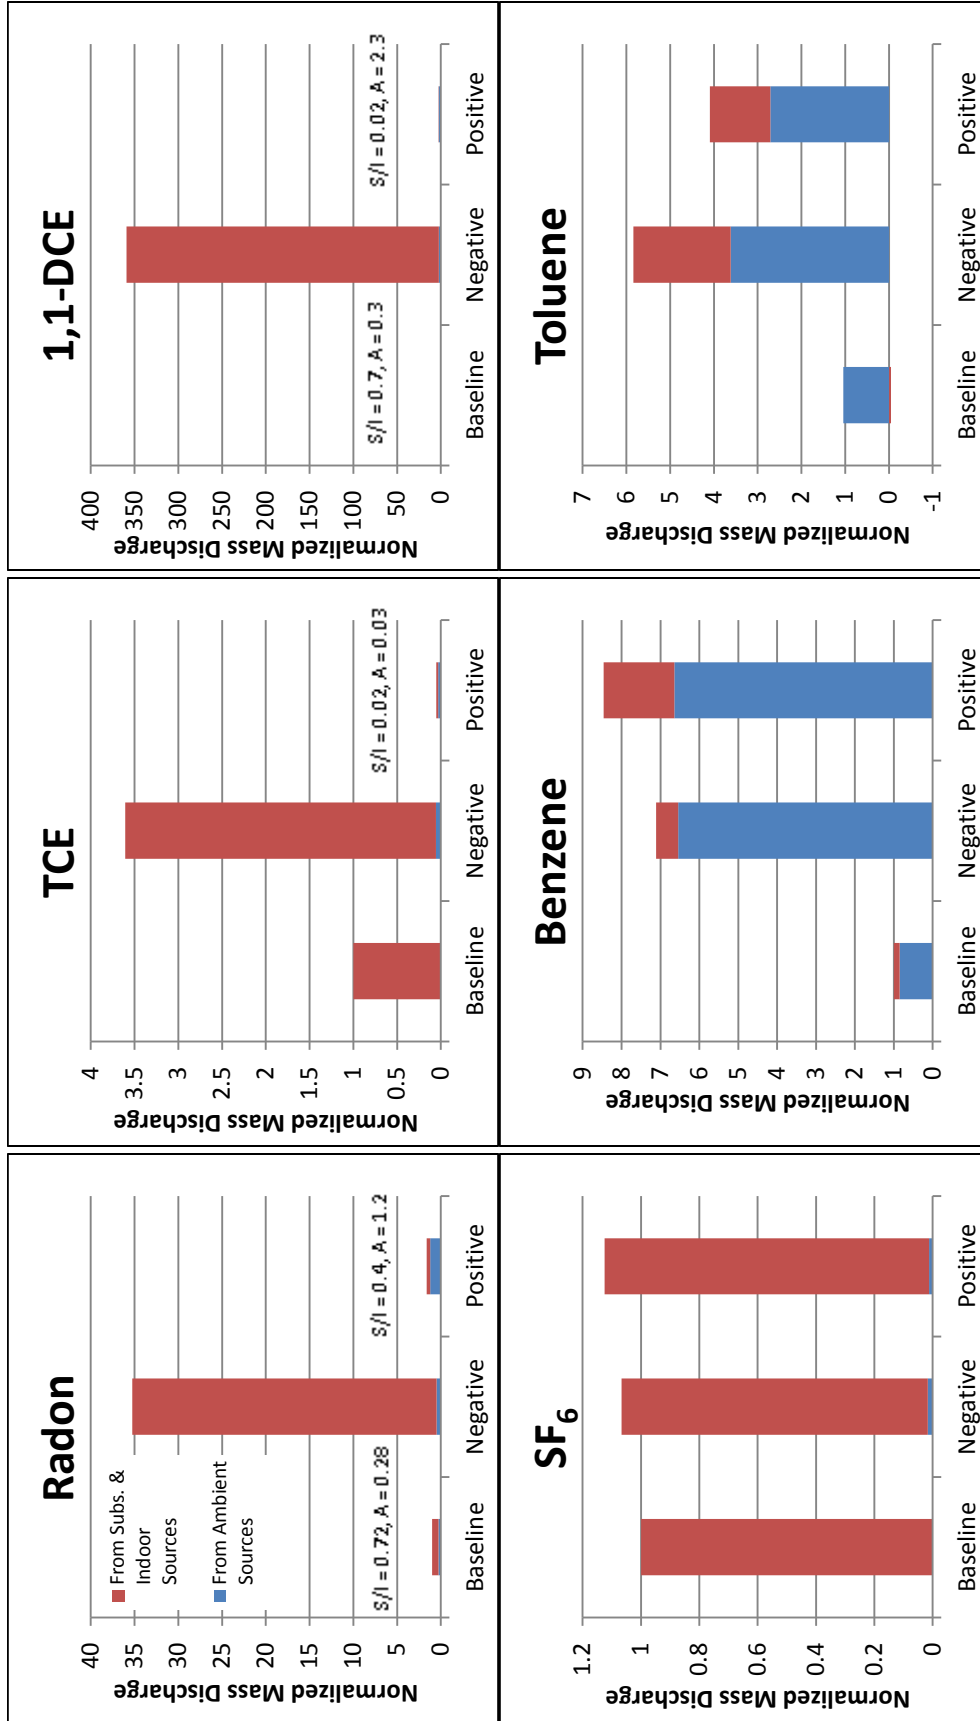 Radon
Normalized Mass Discharge
40
35
30
25
20
15
10
5
0
From Subs. &
Indoor
Sources
From Ambient
Sources
S/I = 0.72, A = 0.28
S/I = 0.4, A = 1.2
Baseline
Negative
Positive
TCE
Normalized Mass Discharge
4
3.5
3
2.5
2
1.5
1
0.5
0
S/I = 0.02, A = 0.03
Baseline
Negative
Positive
1,1-DCE
Normalized Mass Discharge
400
350
300
250
200
150
100
50
0
S/I = 0.7, A = 0.3
S/I = 0.02, A = 2.3
Baseline
Negative
Positive
SF6
Normalized Mass Discharge
1.2
1
0.8
0.6
0.4
0.2
0
Baseline
Negative
Positive
Benzene
Normalized Mass Discharge
9
8
7
6
5
4
3
2
1
0
Baseline
Negative
Positive
Toluene
Normalized Mass Discharge
7
6
5
4
3
2
1
0
-1
Baseline
Negative
Positive